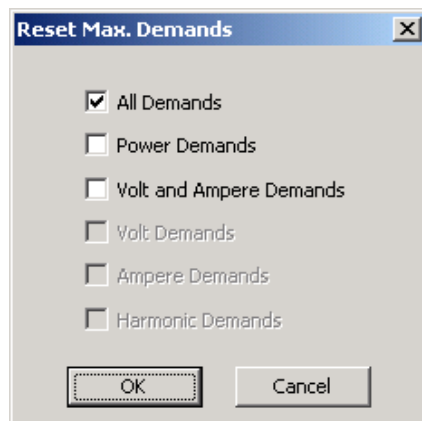 Reset Max. Demands
All Demands
Power Demands
Volt and Ampere Demands
Volt Demands
Ampere Demands
Harmonic Demands
OK Cancel